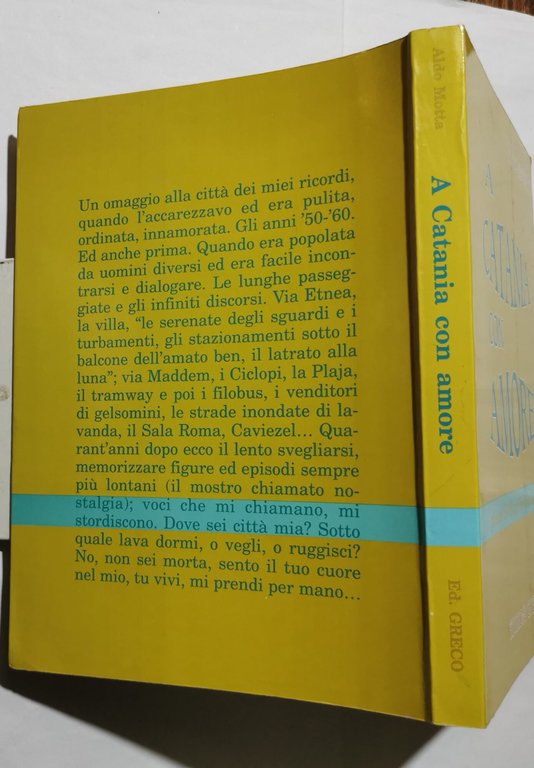 Un omaggio alla città dei miei ricordi,
quando l'accarezzavo ed era pulita,
ordinata, innamorata. Gli anni '50-'60.
Ed anche prima. Quando era popolata
da uomini diversi ed era facile incon-
trarsi e dialogare. Le lunghe passeg-
giate e gli infiniti discorsi. Via Etnea,
la villa, “le serenate degli sguardi e i
turbamenti, gli stazionamenti sotto il
balcone dell'amato ben, il latrato alla
luna”; via Maddem, i Ciclopi, la Plaja,
il tramway e poi i filobus, i venditori
di gelsomini, le strade inondate di la-
vanda, il Sala Roma, Caviezel... Qua-
rant'anni dopo ecco il lento svegliarsi,
memorizzare figure ed episodi sempre
più lontani (il mostro chiamato no-
stalgia); voci che mi chiamano, mi
stordiscono. Dove sei città mia? Sotto
quale lava dormi, o vegli, o ruggisci?
No, non sei morta, sento il tuo cuore
nel mio, tu vivi, mi prendi per mano...
Aldo Motta
A Catania con amore
Ed. GRECO
A
CATANIA
CON
AMORE